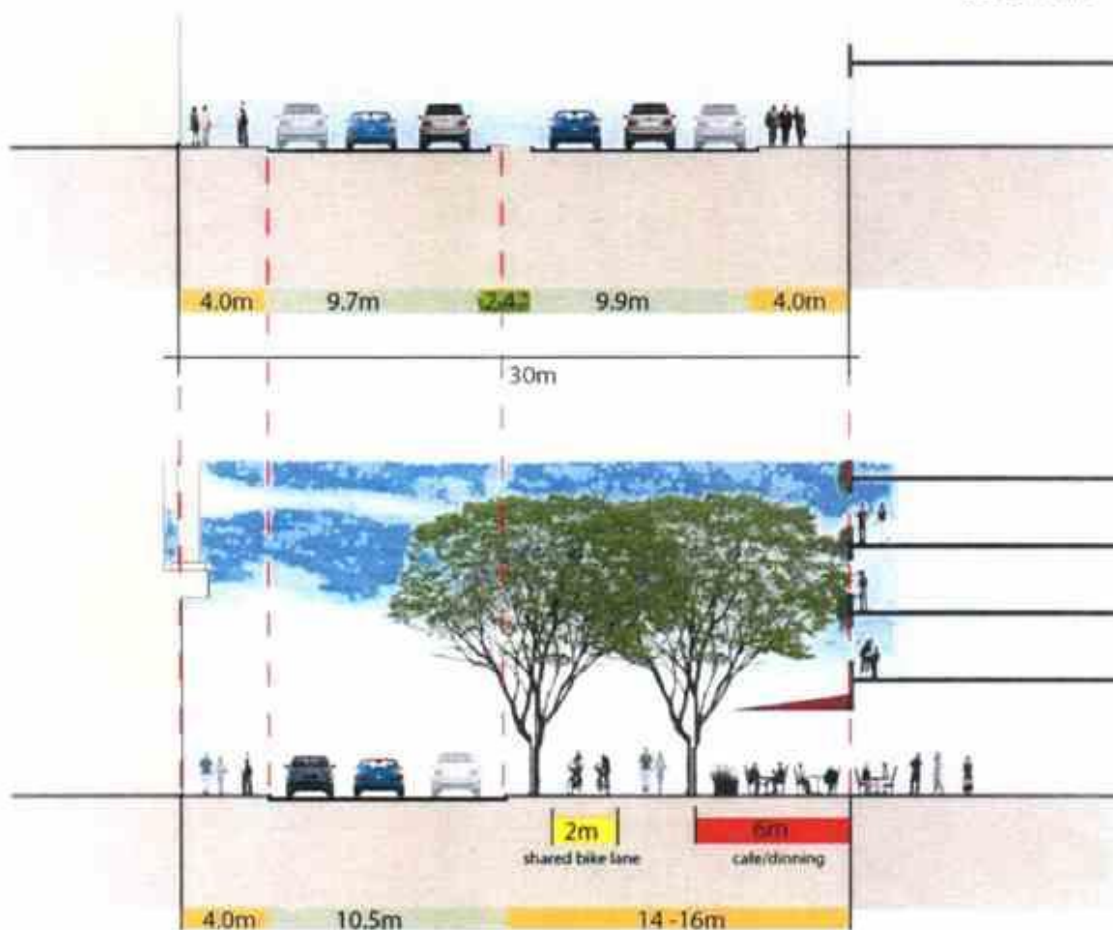 4.0m 9.7m 2.4 9.9m 4.0m
30m
2m 6m
shared bike lane cafe/dinning
4.0m 10.5m 14 -16m